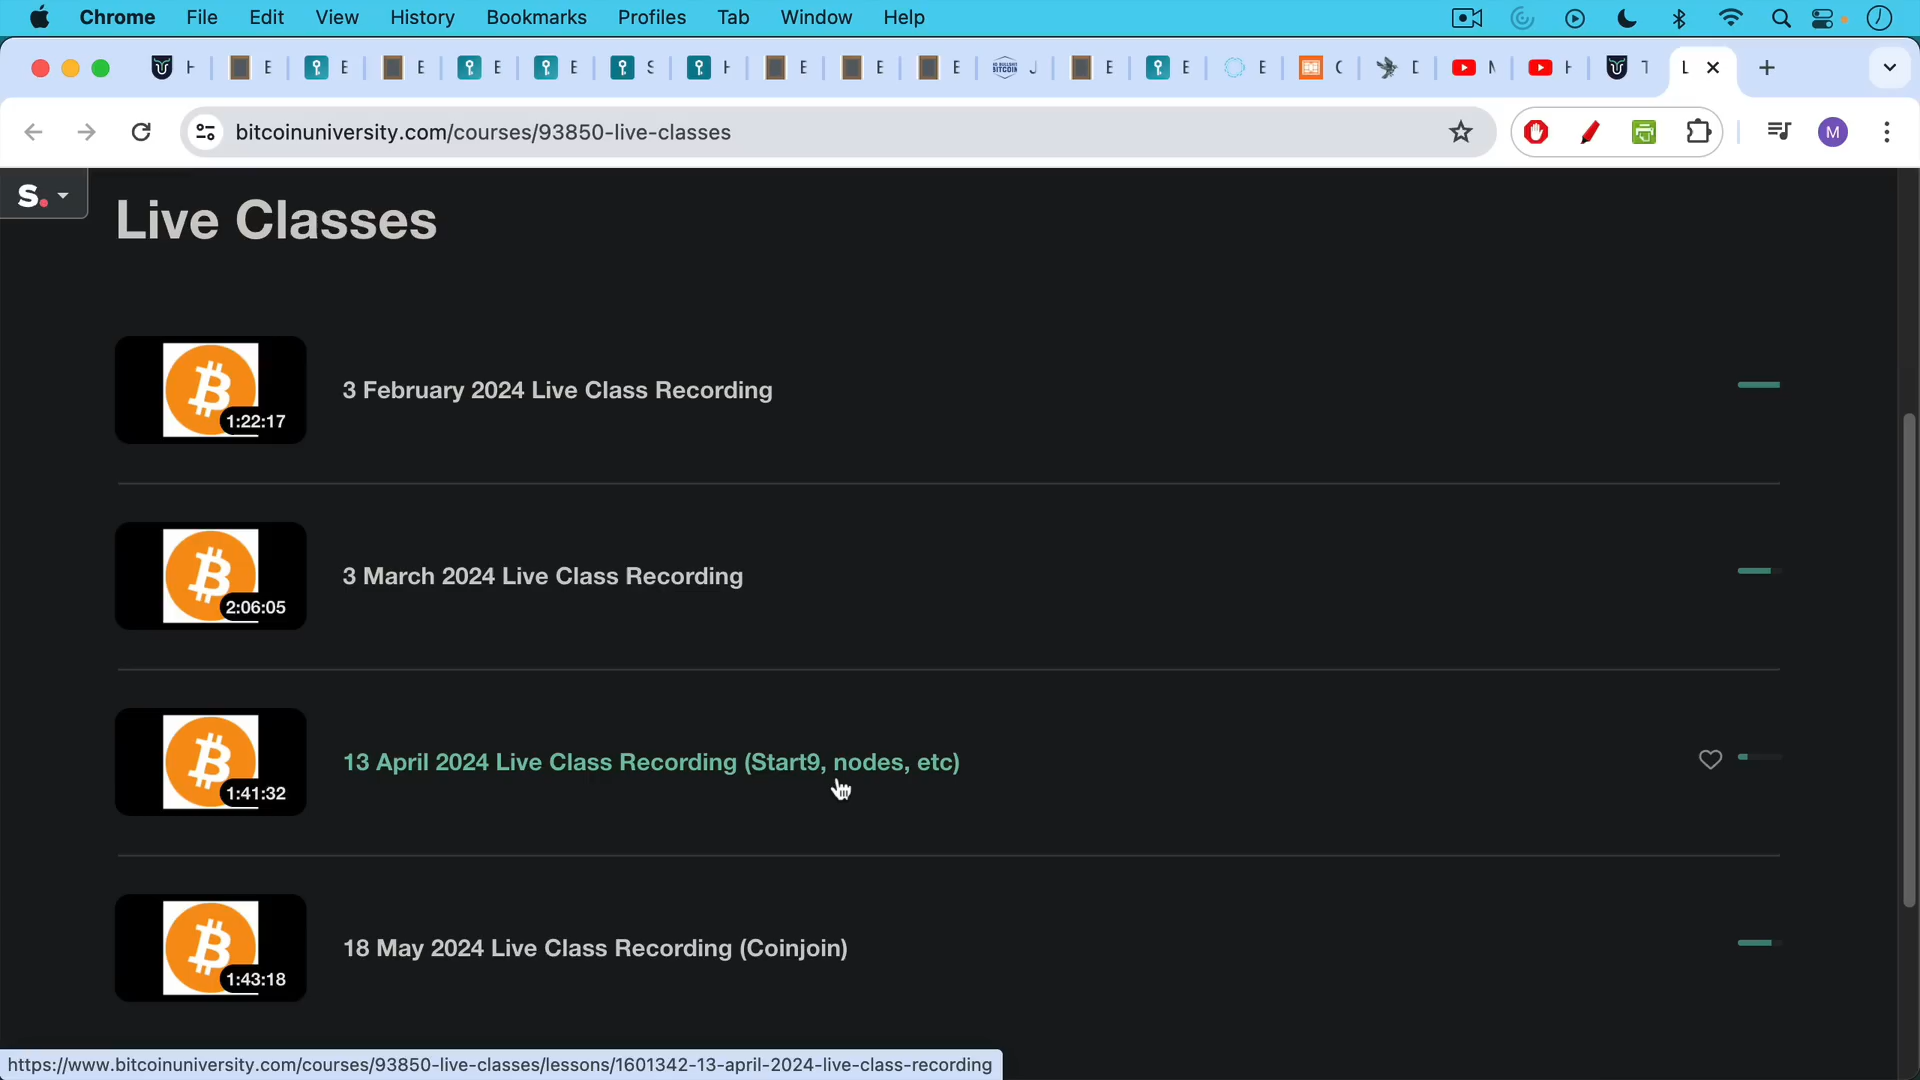 Chrome File Edit View History Bookmarks Profiles Tab Window Help
E E E E E S E E E E E
bitcoinuniversity.com/courses/93850-live-classes
M
S.
Live Classes
1:22:17
3 February 2024 Live Class Recording
2:06:05
3 March 2024 Live Class Recording
1:41:32
13 April 2024 Live Class Recording (Start9, nodes, etc)
1:43:18
18 May 2024 Live Class Recording (Coinjoin)
https://www.bitcoinuniversity.com/courses/93850-live-classes/lessons/1601342-13-april-2024-live-class-recording